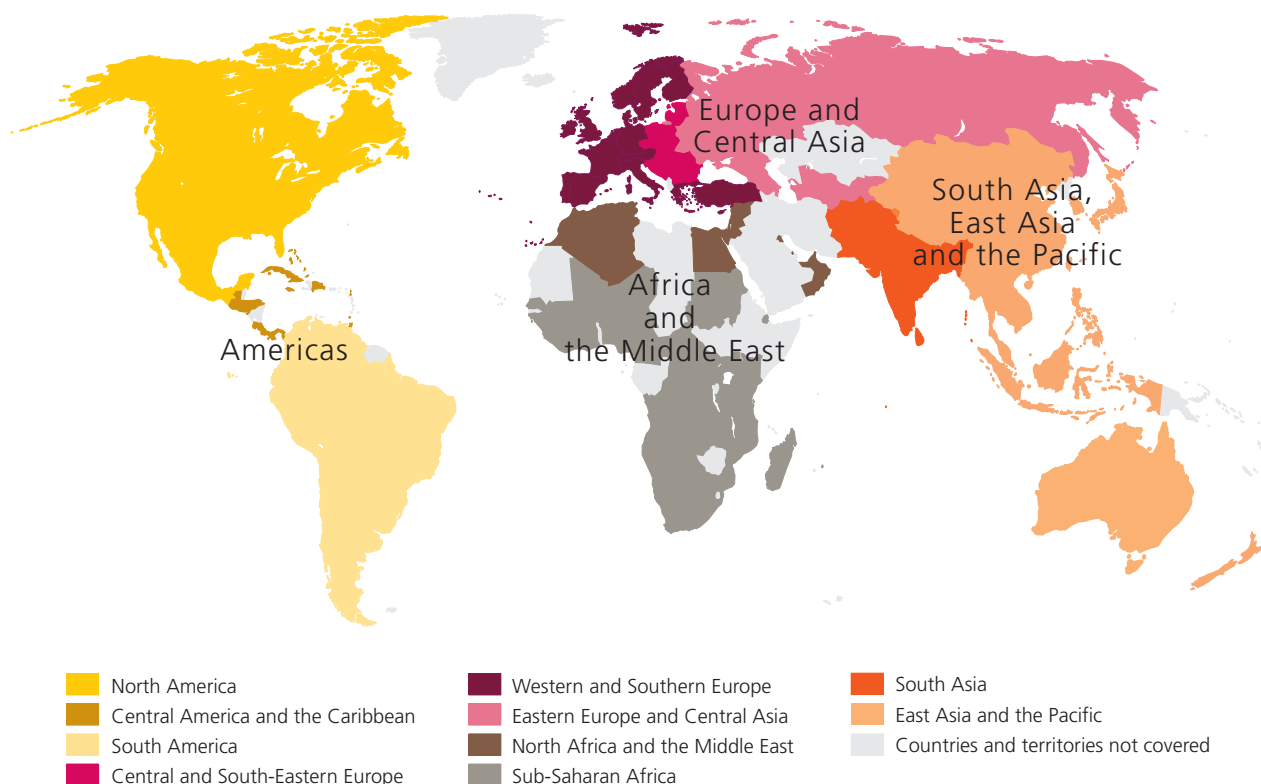 Europe and
Central Asia
South Asia,
East Asia
and the Pacific
Africa
and
the Middle East
Americas
North America
Central America and the Caribbean
South America
Central and South-Eastern Europe
Western and Southern Europe
Eastern Europe and Central Asia
North Africa and the Middle East
Sub-Saharan Africa
South Asia
East Asia and the Pacific
Countries and territories not covered